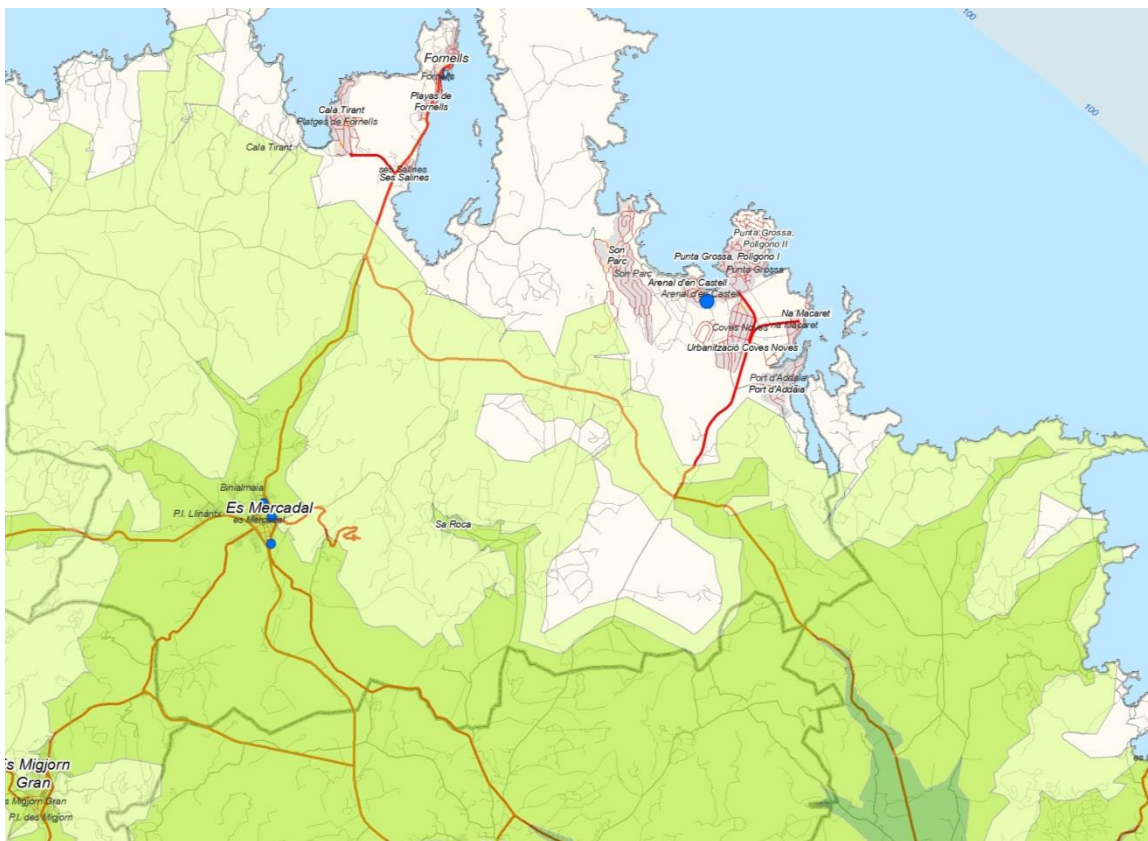 100
100
Fornells
Fornells
Playas de
Fornells
Cala Tirant
Platges de Fornells
Cala Tirant
ses Salines
Ses Salines
Son
Parc
Son Parc
Punta Grossa,
Polígono II
Punta Grossa, Polígono I
Punta Grossa
Arenal d'en Castell
Arenal d'en Castell
Na Macaret
na Macaret
Coves Noves
Urbanització Coves Noves
Port d'Addaia
Port d'Addaia
Binialmaia
P.I. Llinaritx
Es Mercadal
es Mercadal
Sa Roca
Es Migjorn
Gran
s Migjorn Gran
P.I. des Migjorn
es